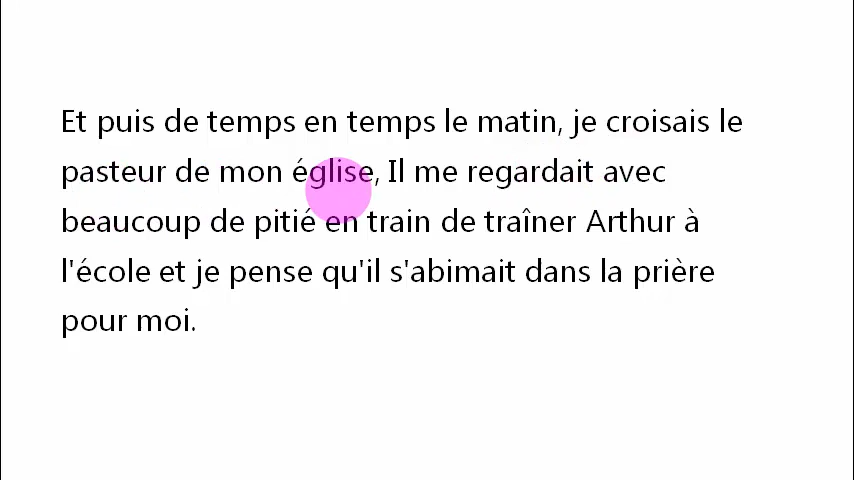 Et puis de temps en temps le matin, je croisais le
pasteur de mon église, Il me regardait avec
beaucoup de pitié en train de traîner Arthur à
l'école et je pense qu'il s'abimait dans la prière
pour moi.